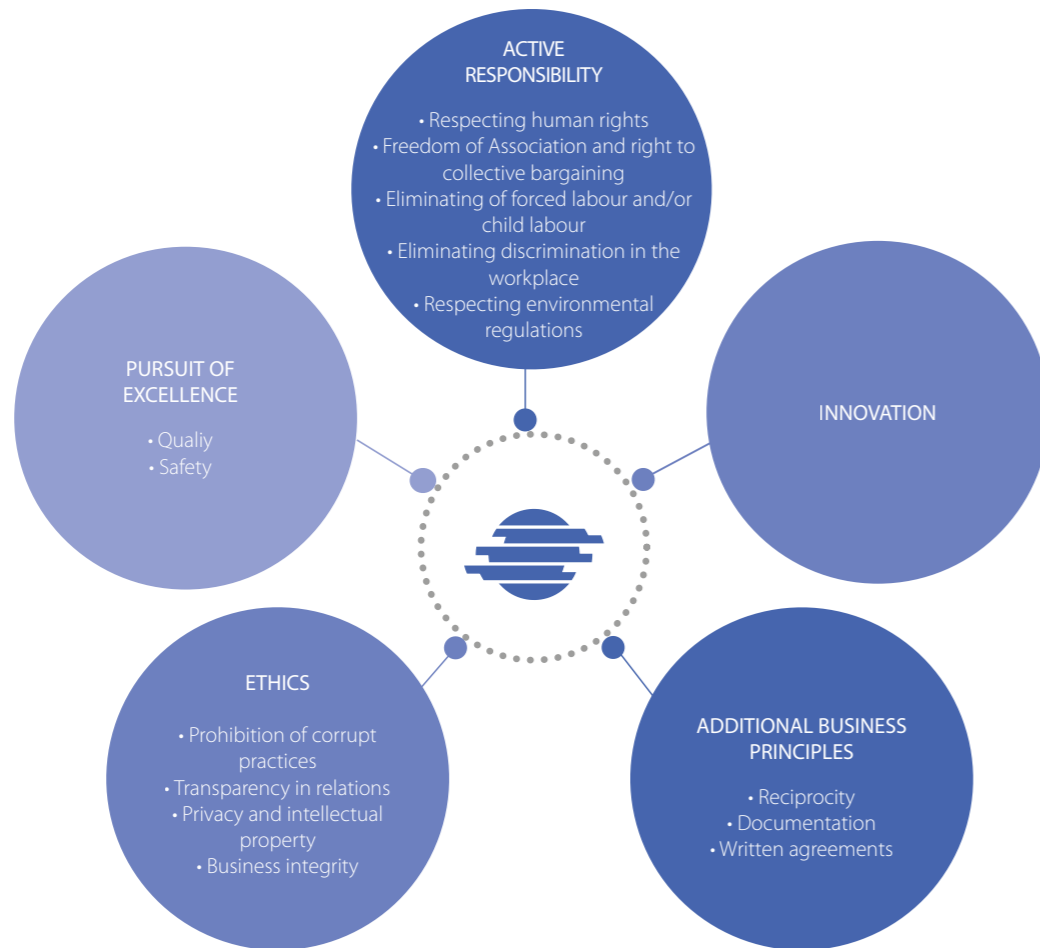 ACTIVE
RESPONSIBILITY
• Respecting human rights
• Freedom of Association and right to
collective bargaining
• Eliminating of forced labour and/or
child labour
• Eliminating discrimination in the
workplace
• Respecting environmental
regulations
PURSUIT OF
EXCELLENCE
• Qualiy
• Safety
INNOVATION
ETHICS
• Prohibition of corrupt
practices
• Transparency in relations
• Privacy and intellectual
property
• Business integrity
ADDITIONAL BUSINESS
PRINCIPLES
• Reciprocity
• Documentation
• Written agreements